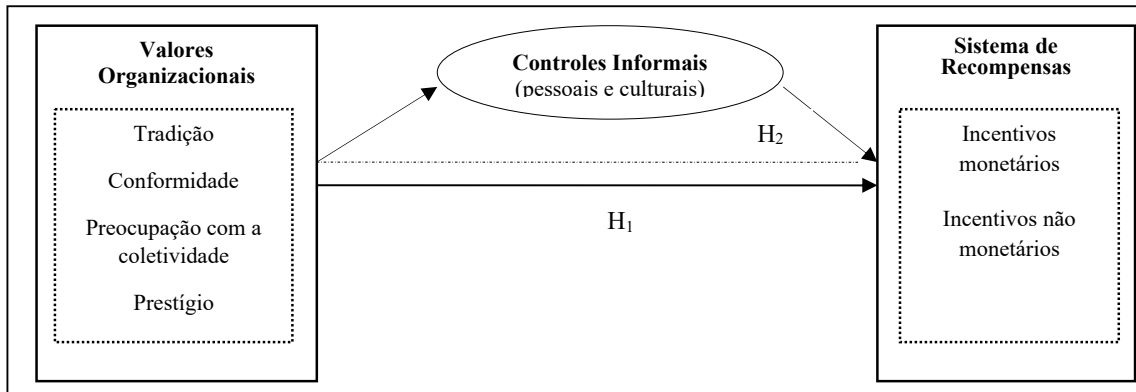 Valores
Organizacionais
Tradição
Conformidade
Preocupação com a
coletividade
Prestígio
Controles Informais
(pessoais e culturais)
H2
H1
Sistema de
Recompensas
Incentivos
monetários
Incentivos não
monetários